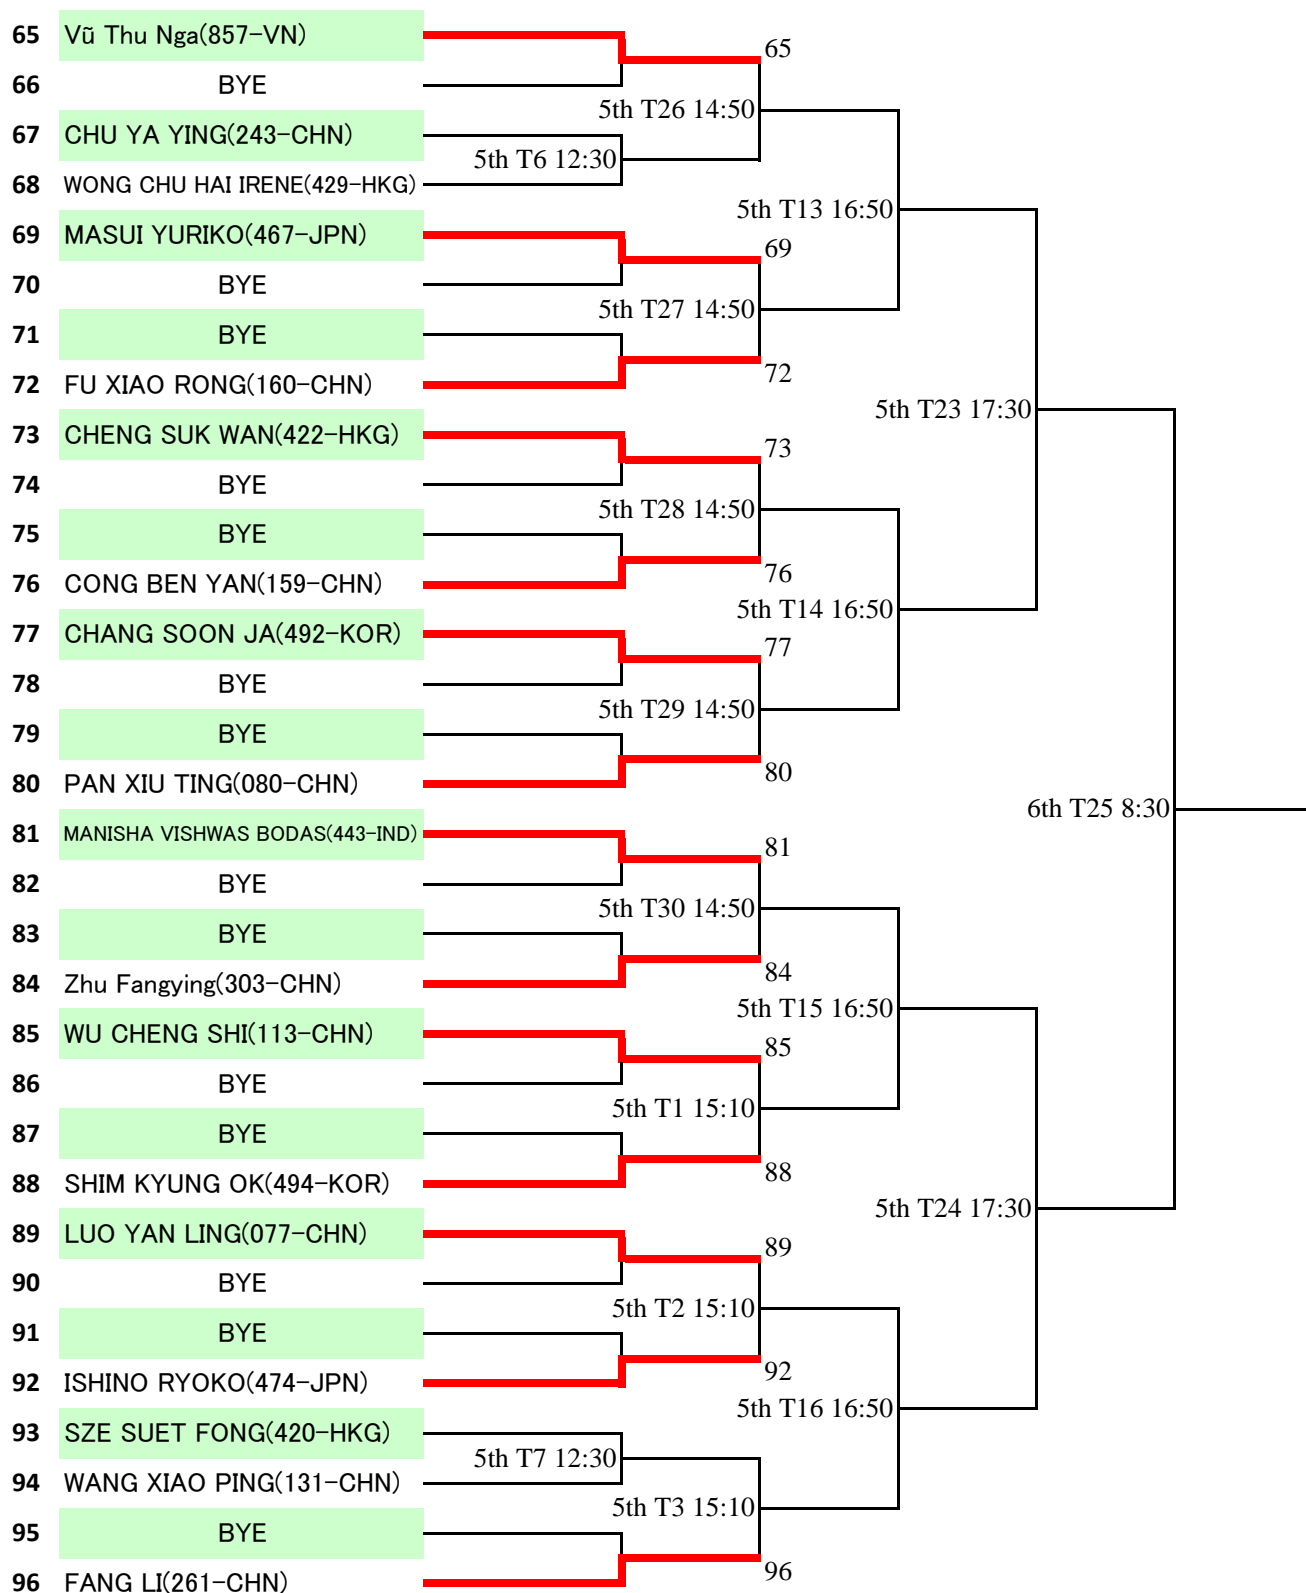 65 Vũ Thu Nga(857-VN)
65
66 BYE
5th T26 14:50
67 CHU YA YING(243-CHN)
5th T6 12:30
68 WONG CHU HAI IRENE(429-HKG)
5th T13 16:50
69 MASUI YURIKO(467-JPN)
69
70 BYE
5th T27 14:50
71 BYE
72
72 FU XIAO RONG(160-CHN)
5th T23 17:30
73 CHENG SUK WAN(422-HKG)
73
74 BYE
5th T28 14:50
75 BYE
76
76 CONG BEN YAN(159-CHN)
5th T14 16:50
77 CHANG SOON JA(492-KOR)
77
78 BYE
5th T29 14:50
79 BYE
80
80 PAN XIU TING(080-CHN)
6th T25 8:30
81 MANISHA VISHWAS BODAS(443-IND)
81
82 BYE
5th T30 14:50
83 BYE
84
84 Zhu Fangying(303-CHN)
5th T15 16:50
85 WU CHENG SHI(113-CHN)
85
86 BYE
5th T1 15:10
87 BYE
88
88 SHIM KYUNG OK(494-KOR)
5th T24 17:30
89 LUO YAN LING(077-CHN)
89
90 BYE
5th T2 15:10
91 BYE
92
92 ISHINO RYOKO(474-JPN)
5th T16 16:50
93 SZE SUET FONG(420-HKG)
5th T7 12:30
94 WANG XIAO PING(131-CHN)
5th T3 15:10
95 BYE
96
96 FANG LI(261-CHN)